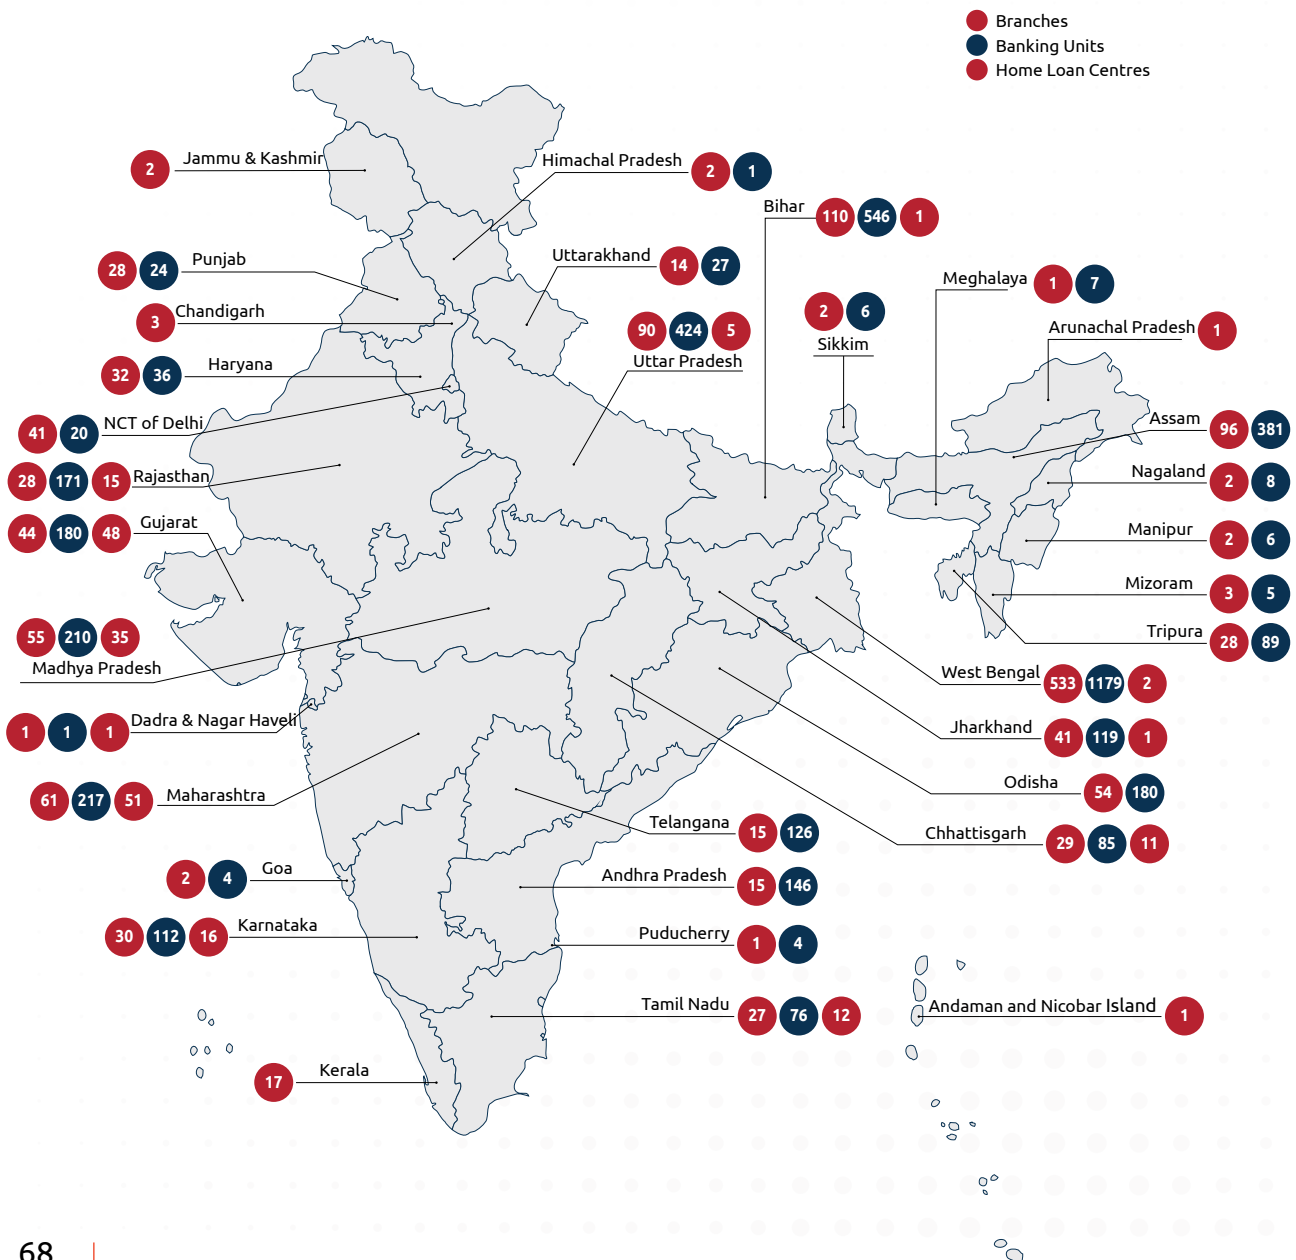 Branches
Banking Units
Home Loan Centres
2 Jammu & Kashmir
Himachal Pradesh 2 1
Bihar 110 546 1
28 24 Punjab
Uttarakhand 14 27
Meghalaya 1 7
3 Chandigarh
90 424 5
Uttar Pradesh
2 6
Sikkim
Arunachal Pradesh 1
32 36 Haryana
41 20 NCT of Delhi
Assam 96 381
28 171 15 Rajasthan
Nagaland 2 8
44 180 48 Gujarat
Manipur 2 6
Mizoram 3 5
55 210 35
Madhya Pradesh
Tripura 28 89
West Bengal 533 1179 2
1 1 1 Dadra & Nagar Haveli
Jharkhand 41 119 1
61 217 51 Maharashtra
Odisha 54 180
Telangana 15 126
Chhattisgarh 29 85 11
2 4 Goa
Andhra Pradesh 15 146
30 112 16 Karnataka
Puducherry 1 4
Tamil Nadu 27 76 12
Andaman and Nicobar Island 1
17 Kerala
68